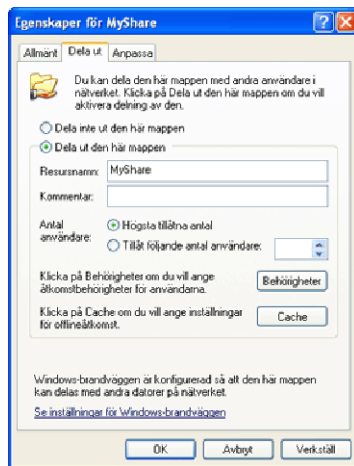 Egenskaper för MyShare
Allmänt Dela ut Anpassa
Du kan dela den här mappen med andra användare i
nätverket. Klicka på Dela ut den här mappen om du vill
aktivera delning av den.
Dela inte ut den här mappen
Dela ut den här mappen
Resursnamn: MyShare
Kommentar:
Antal
användare:
Högsta tillåtna antal
Tillåt följande antal användare:
Klicka på Behörigheter om du vill ange
åtkomstbehörigheter för användarna.
Behörigheter
Klicka på Cache om du vill ange inställningar
för offlineåtkomst.
Cache
Windows-brandväggen är konfigurerad så att den här mappen
kan delas med andra datorer på nätverket.
Se inställningar för Windows-brandväggen
OK Avbryt Verkställ